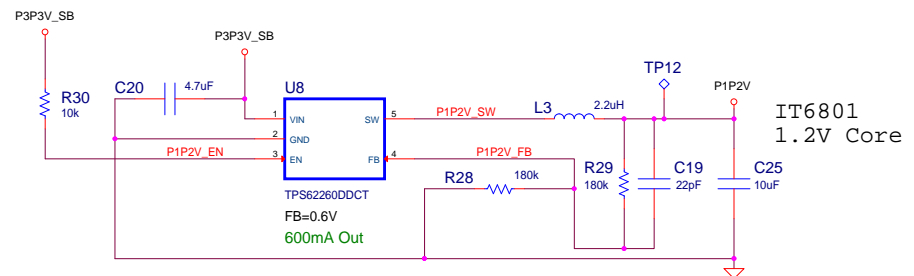 P3P3V_SB
P3P3V_SB
C20
4.7uF
R30
10k
U8
1
VIN
2
GND
3
EN
SW
5
FB
4
P1P2V_EN
TPS62260DDCT
FB=0.6V
600mA Out
P1P2V_SW
L3
2.2uH
TP12
P1P2V
IT6801
1.2V Core
P1P2V_FB
R28
180k
R29
180k
C19
22pF
C25
10uF